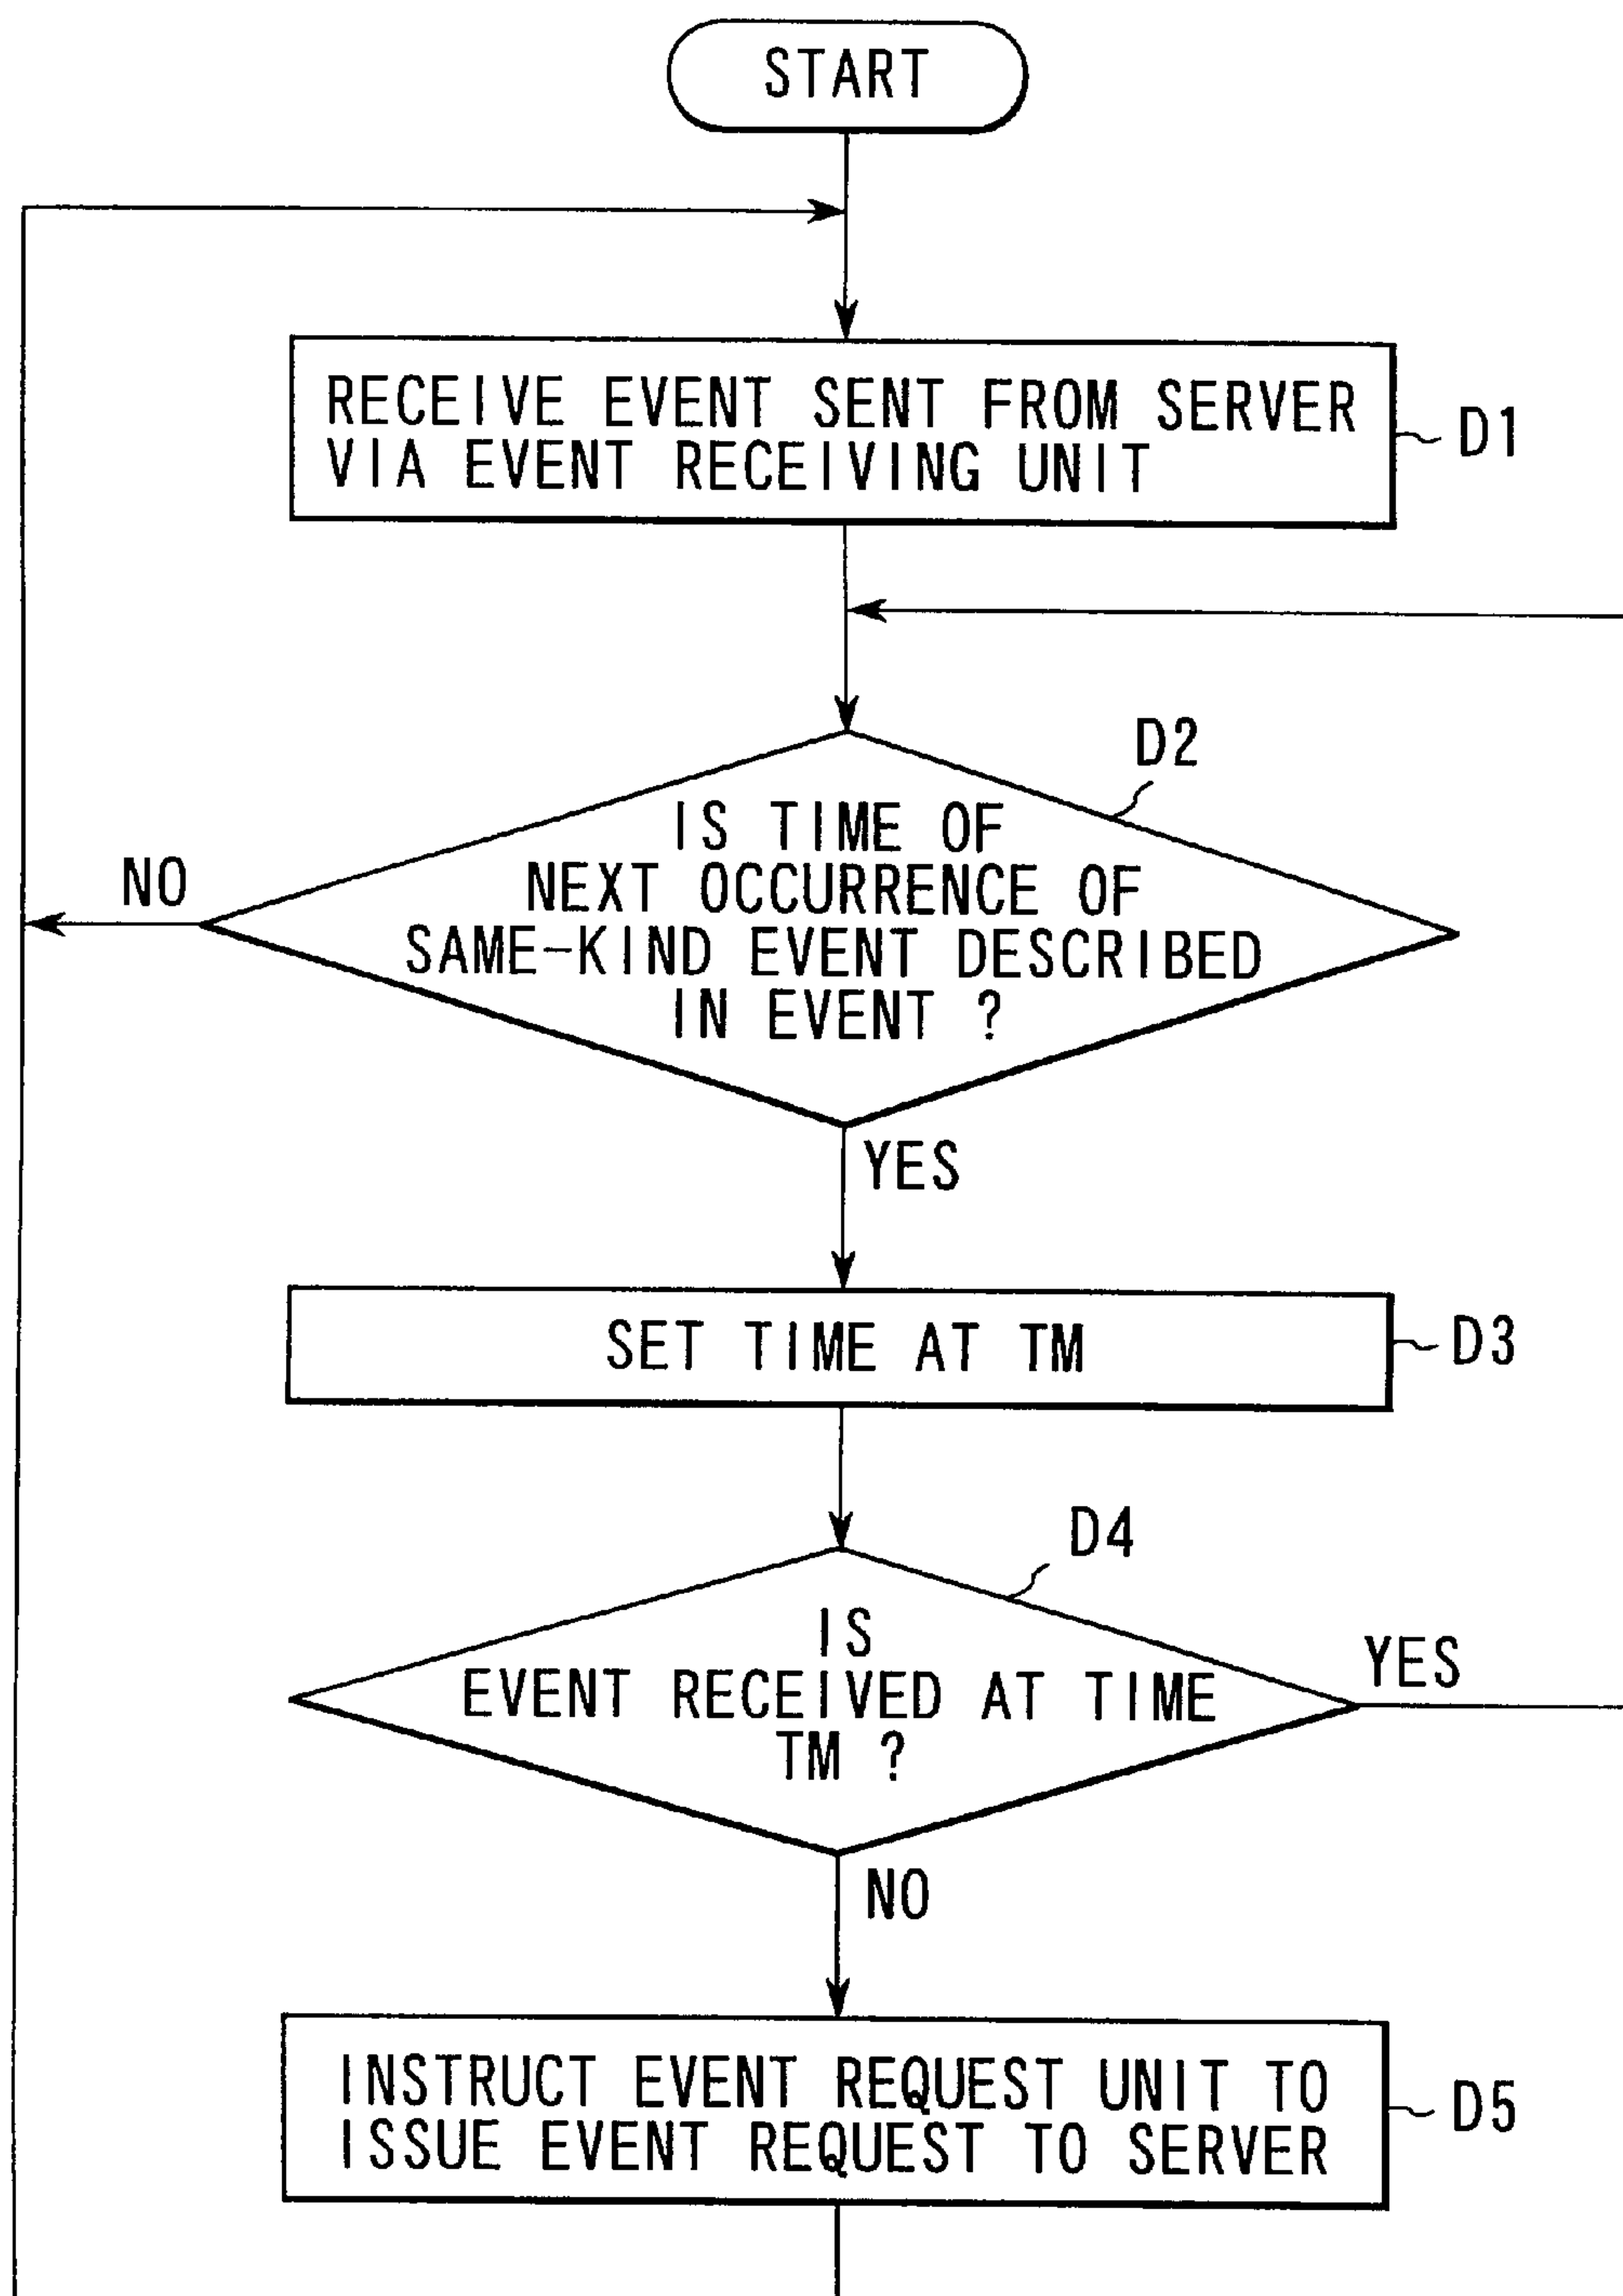 START
RECEIVE EVENT SENT FROM SERVER
VIA EVENT RECEIVING UNIT
D1
D2
IS TIME OF
NEXT OCCURRENCE OF
SAME-KIND EVENT DESCRIBED
IN EVENT ?
NO
YES
SET TIME AT TM
D3
D4
IS
EVENT RECEIVED AT TIME
TM ?
YES
NO
INSTRUCT EVENT REQUEST UNIT TO
ISSUE EVENT REQUEST TO SERVER
D5